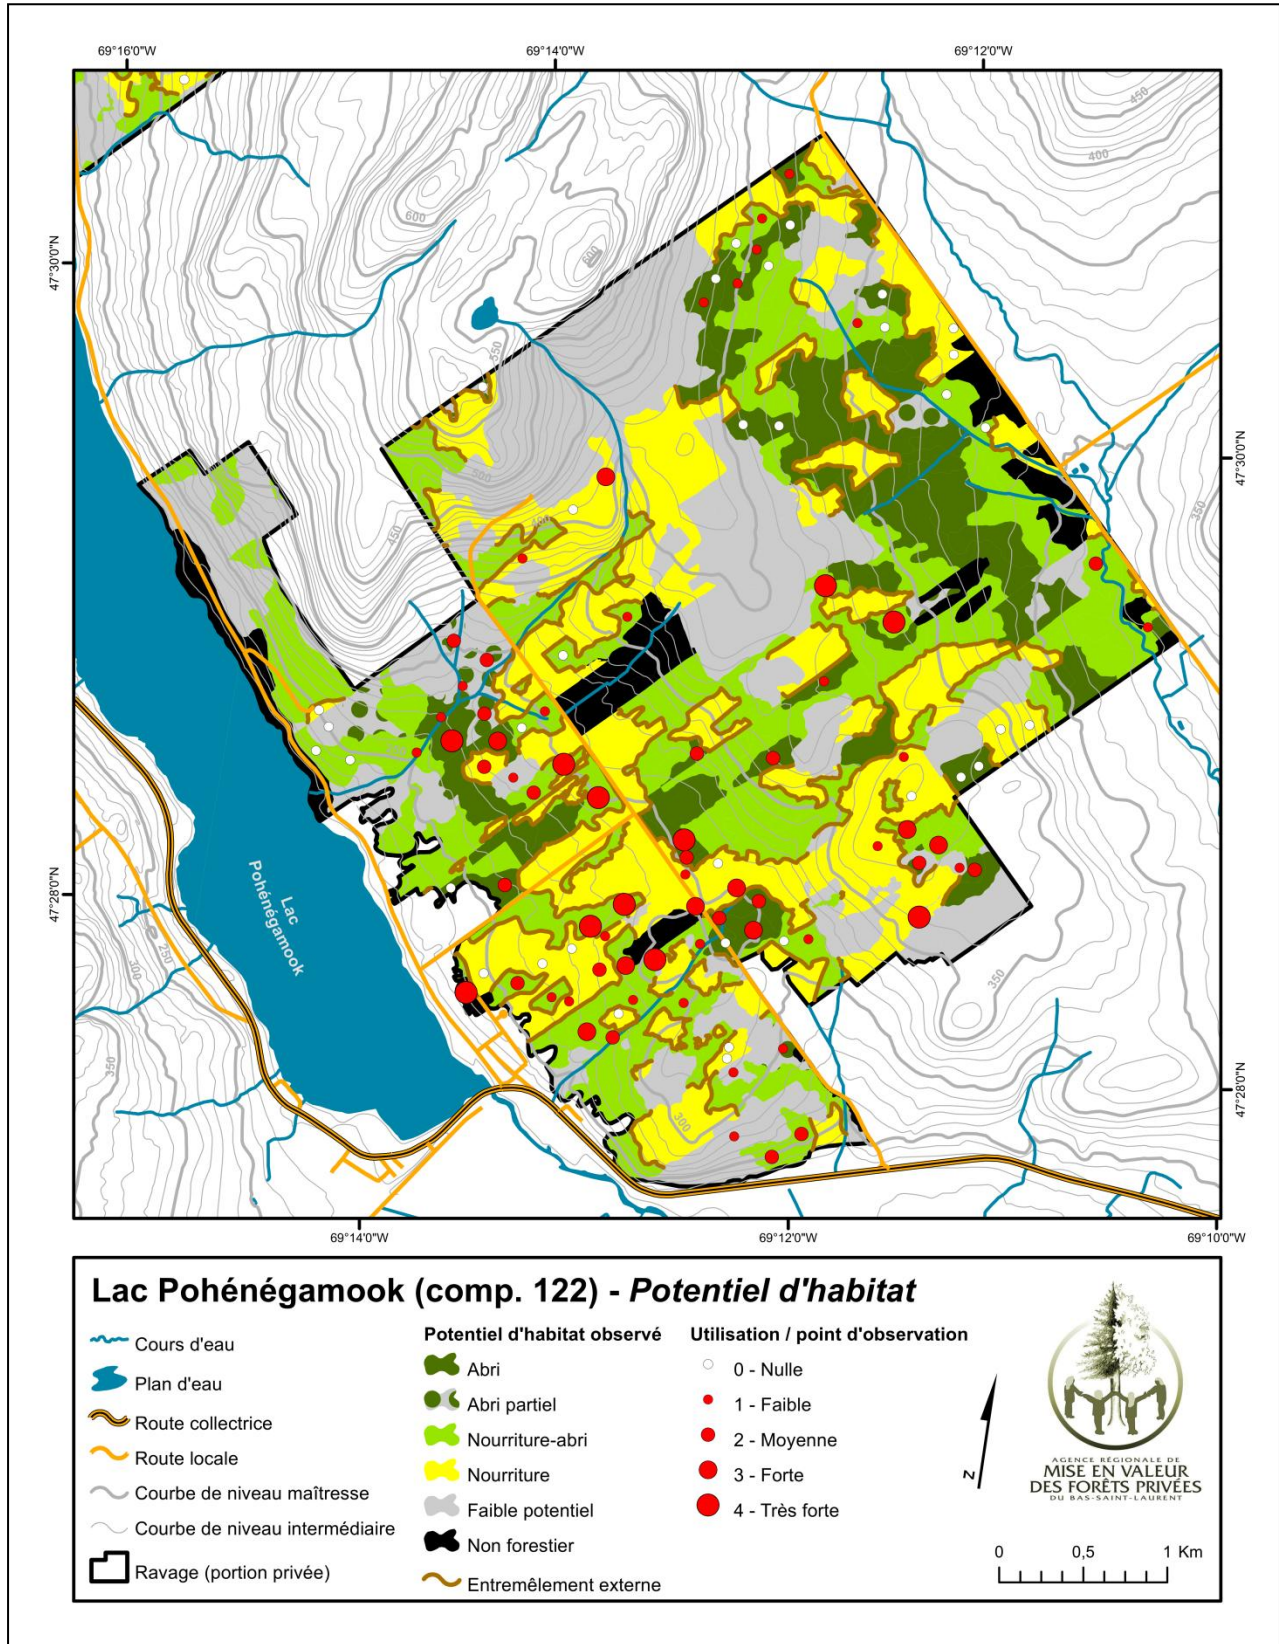 69°16'0"W 69°14'0"W 69°12'0"W
450
400
600
600
47°30'0"N
550
47°30'0"N
500
350
450
400
47°28'0"N
Lac
Pohénégamook
250
300
350
350
300
47°28'0"N
69°14'0"W 69°12'0"W 69°10'0"W
Lac Pohénégamook (comp. 122) - Potentiel d'habitat
Cours d'eau
Plan d'eau
Route collectrice
Route locale
Courbe de niveau maîtresse
Courbe de niveau intermédiaire
Ravage (portion privée)
Potentiel d'habitat observé
Abri
Abri partiel
Nourriture-abri
Nourriture
Faible potentiel
Non forestier
Entremêlement externe
Utilisation / point d'observation
0 - Nulle
1 - Faible
2 - Moyenne
3 - Forte
4 - Très forte
N
AGENCE RÉGIONALE DE
MISE EN VALEUR
DES FORÊTS PRIVÉES
DU BAS-SAINT-LAURENT
0 0,5 1 Km